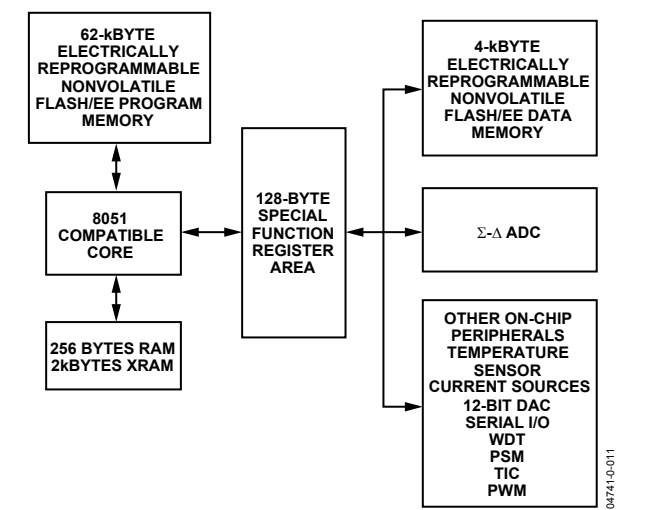 62-kBYTE
ELECTRICALLY
REPROGRAMMABLE
NONVOLATILE
FLASH/EE PROGRAM
MEMORY
8051
COMPATIBLE
CORE
256 BYTES RAM
2kBYTES XRAM
128-BYTE
SPECIAL
FUNCTION
REGISTER
AREA
4-kBYTE
ELECTRICALLY
REPROGRAMMABLE
NONVOLATILE
FLASH/EE DATA
MEMORY
Σ-Δ ADC
OTHER ON-CHIP
PERIPHERALS
TEMPERATURE
SENSOR
CURRENT SOURCES
12-BIT DAC
SERIAL I/O
WDT
PSM
TIC
PWM
04741-0-011